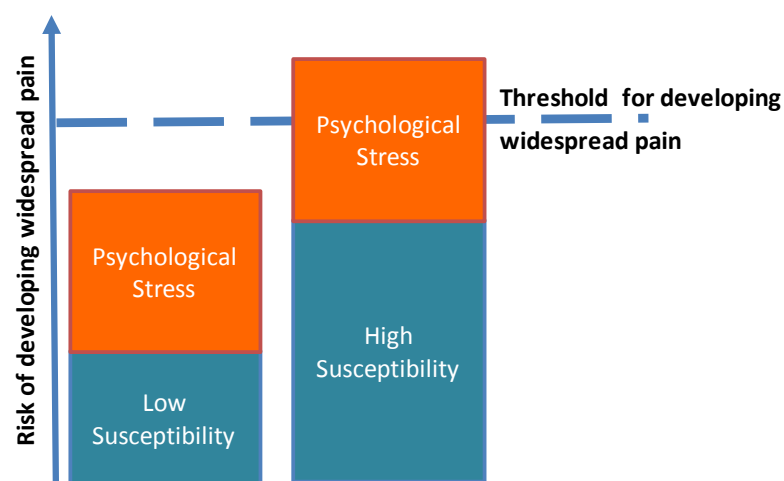 Risk of developing widespread pain
Psychological
Stress
Low
Susceptibility
Psychological
Stress
High
Susceptibility
Threshold for developing
widespread pain